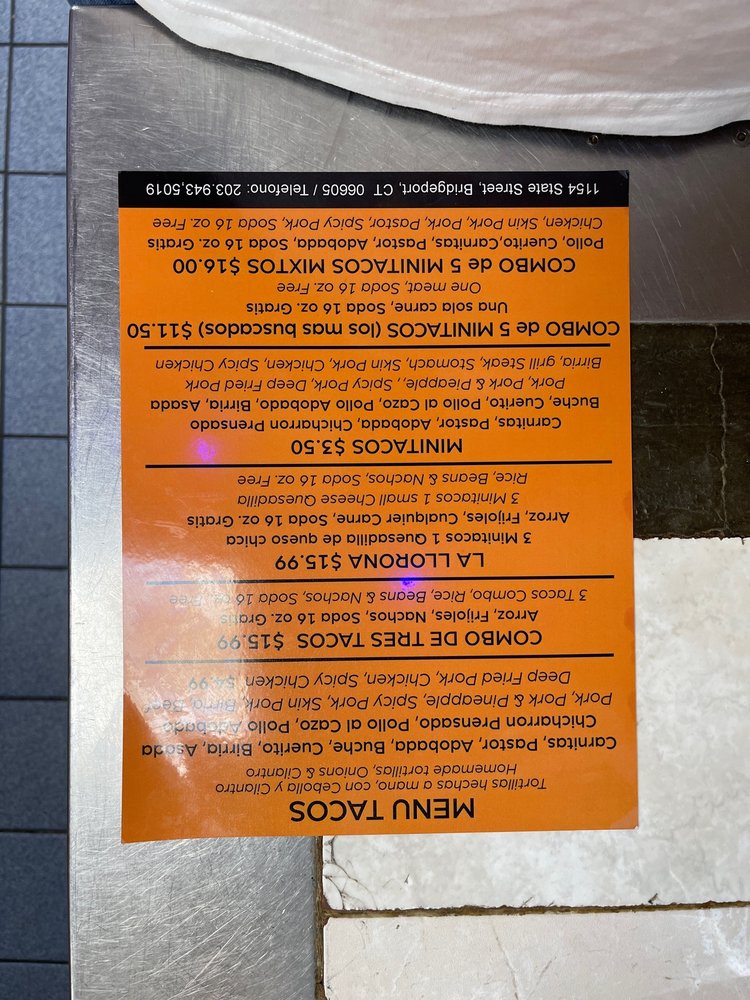 MENU TACOS
Tortillas hechas a mano, con Cebolla y Cilantro
Homemade tortillas, Onions & Cilantro
Carnitas, Pastor, Adobada, Buche, Cuerito, Birria, Asada
Chicharron Prensado, Pollo al Cazo, Pollo Adobado
Pork, Pork & Pineapple, Spicy Pork, Skin Pork, Birria Beef
Deep Fried Pork, Chicken, Spicy Chicken, $4.99
COMBO DE TRES TACOS $15.99
Arroz, Frijoles, Nachos, Soda 16 oz. Gratis
3 Tacos Combo, Rice, Beans & Nachos, Soda 16 oz. Free
LA LLORONA $15.99
3 Minitacos 1 Quesadilla de queso chica
Arroz, Frijoles, Cualquier Carne, Soda 16 oz. Gratis
3 Minitacos 1 small Cheese Quesadilla
Rice, Beans & Nachos, Soda 16 oz. Free
MINITACOS $3.50
Carnitas, Pastor, Adobada, Chicharron Prensado
Buche, Cuerito, Pollo al Cazo, Pollo Adobado, Birria, Asada
Pork, Pork & Pieapple,, Spicy Pork, Deep Fried Pork
Birria, grill Steak, Stomach, Skin Pork, Chicken, Spicy Chicken
COMBO de 5 MINITACOS (los mas buscados) $11.50
Una sola carne, Soda 16 oz. Gratis
One meat, Soda 16 oz. Free
COMBO de 5 MINITACOS MIXTOS $16.00
Pollo, Cuerito,Carnitas, Pastor, Adobada, Soda 16 oz. Gratis
Chicken, Skin Pork, Pork, Pastor, Spicy Pork, Soda 16 oz. Free
1154 State Street, Bridgeport, CT 06605 / Telefono: 203.943,5019